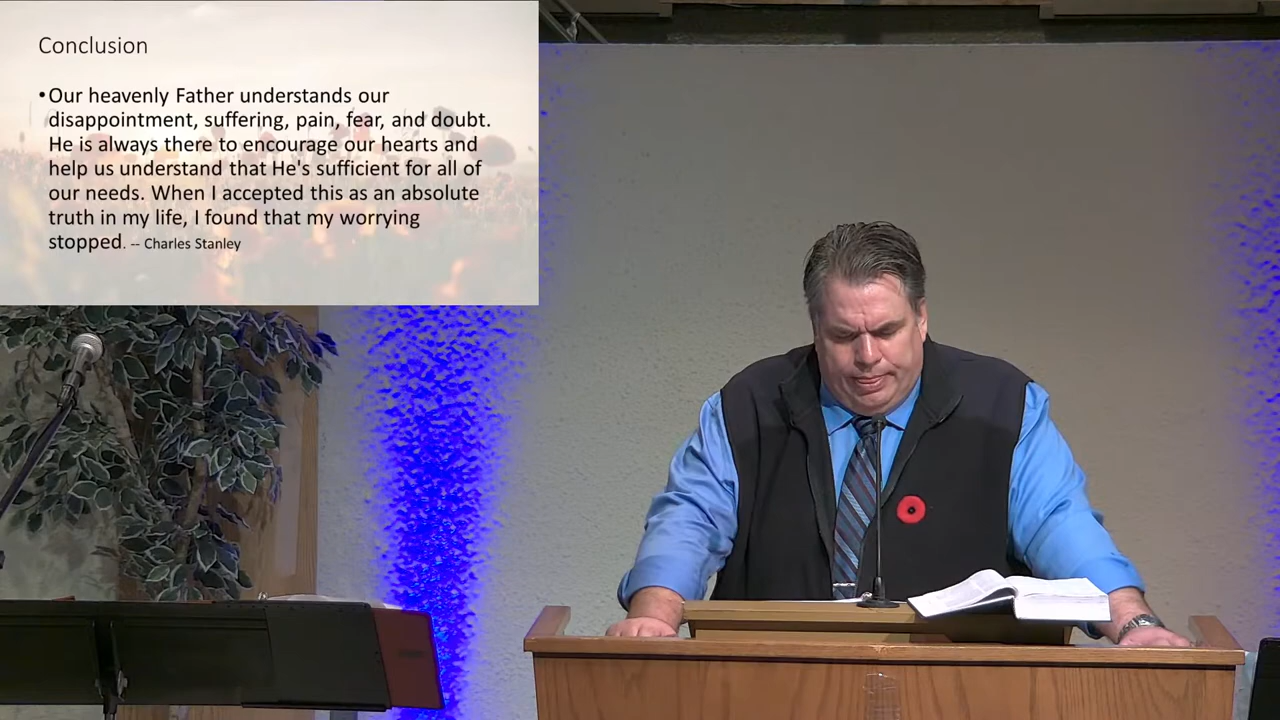 Conclusion
•Our heavenly Father understands our
disappointment, suffering, pain, fear, and doubt.
He is always there to encourage our hearts and
help us understand that He's sufficient for all of
our needs. When I accepted this as an absolute
truth in my life, I found that my worrying
stopped. -- Charles Stanley